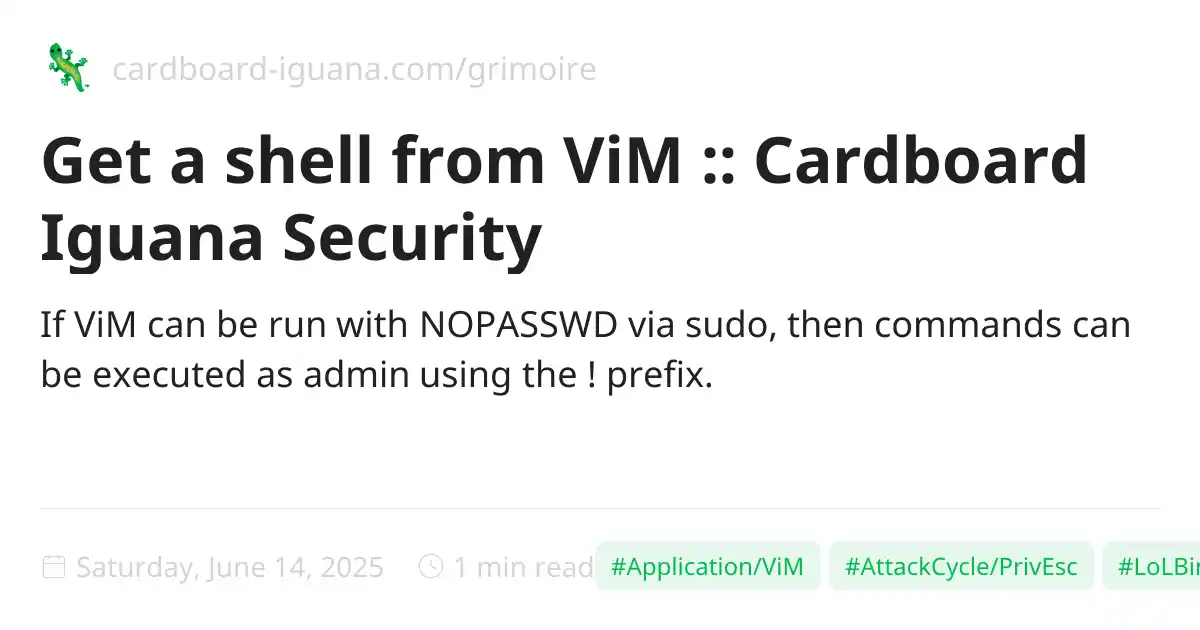 cardboard-iguana.com/grimoire
Get a shell from ViM :: Cardboard
Iguana Security
If ViM can be run with NOPASSWD via sudo, then commands can
be executed as admin using the ! prefix.
Saturday, June 14, 2025 1 min read #Application/ViM #AttackCycle/PrivEsc